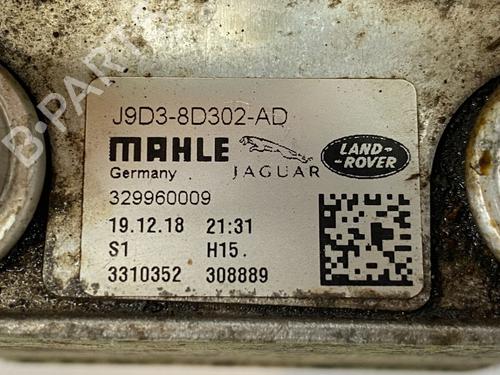 J9D3-8D302-AD
MAHLE
Germany
JAGUAR
LAND-
ROVER
329960009
19.12.18 21:31
S1 H15.
3310352 308889
B-PARTS